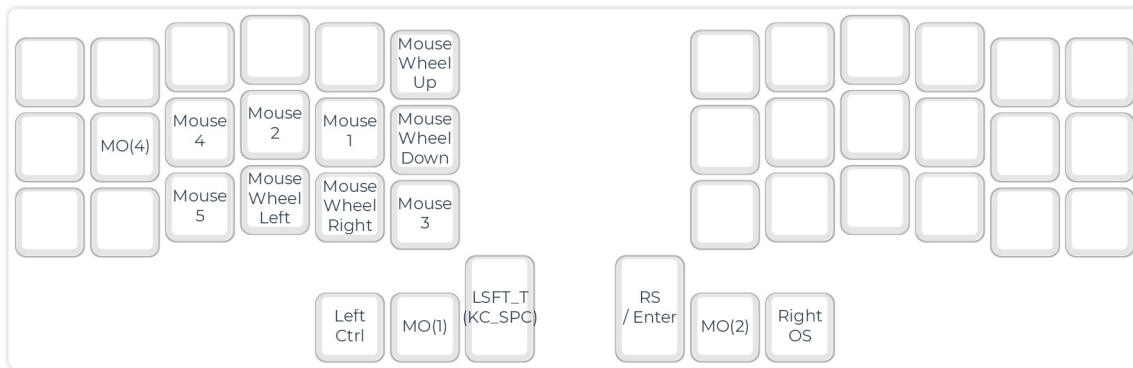 Mouse
Wheel
Up
MO(4)
Mouse
4
Mouse
2
Mouse
1
Mouse
Wheel
Down
Mouse
5
Mouse
Wheel
Left
Mouse
Wheel
Right
Mouse
3
Left
Ctrl
MO(1)
LSFT_T
(KC_SPC)
RS
/ Enter
MO(2)
Right
OS